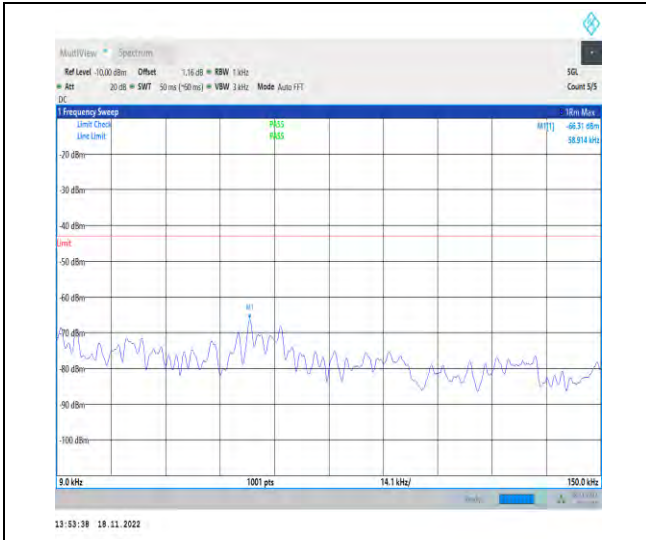 MultiView Spectrum
Ref Level -10.00 dBm Offset 1.16 dB RBW 1 kHz SGL
Att 20 dB SWT 50 ms (~60 ms) VBW 3 kHz Mode Auto FFT Count 5/5
DC
1 Frequency Sweep 1Rm Max
Limit Check PASS M1[1] -66.31 dBm
Line Limit PASS 58.914 kHz
-20 dBm
-30 dBm
-40 dBm
Limit
-50 dBm
-60 dBm
M1
-70 dBm
-80 dBm
-90 dBm
-100 dBm
9.0 kHz 1001 pts 14.1 kHz/ 150.0 kHz
Ready
13:53:38 18.11.2022